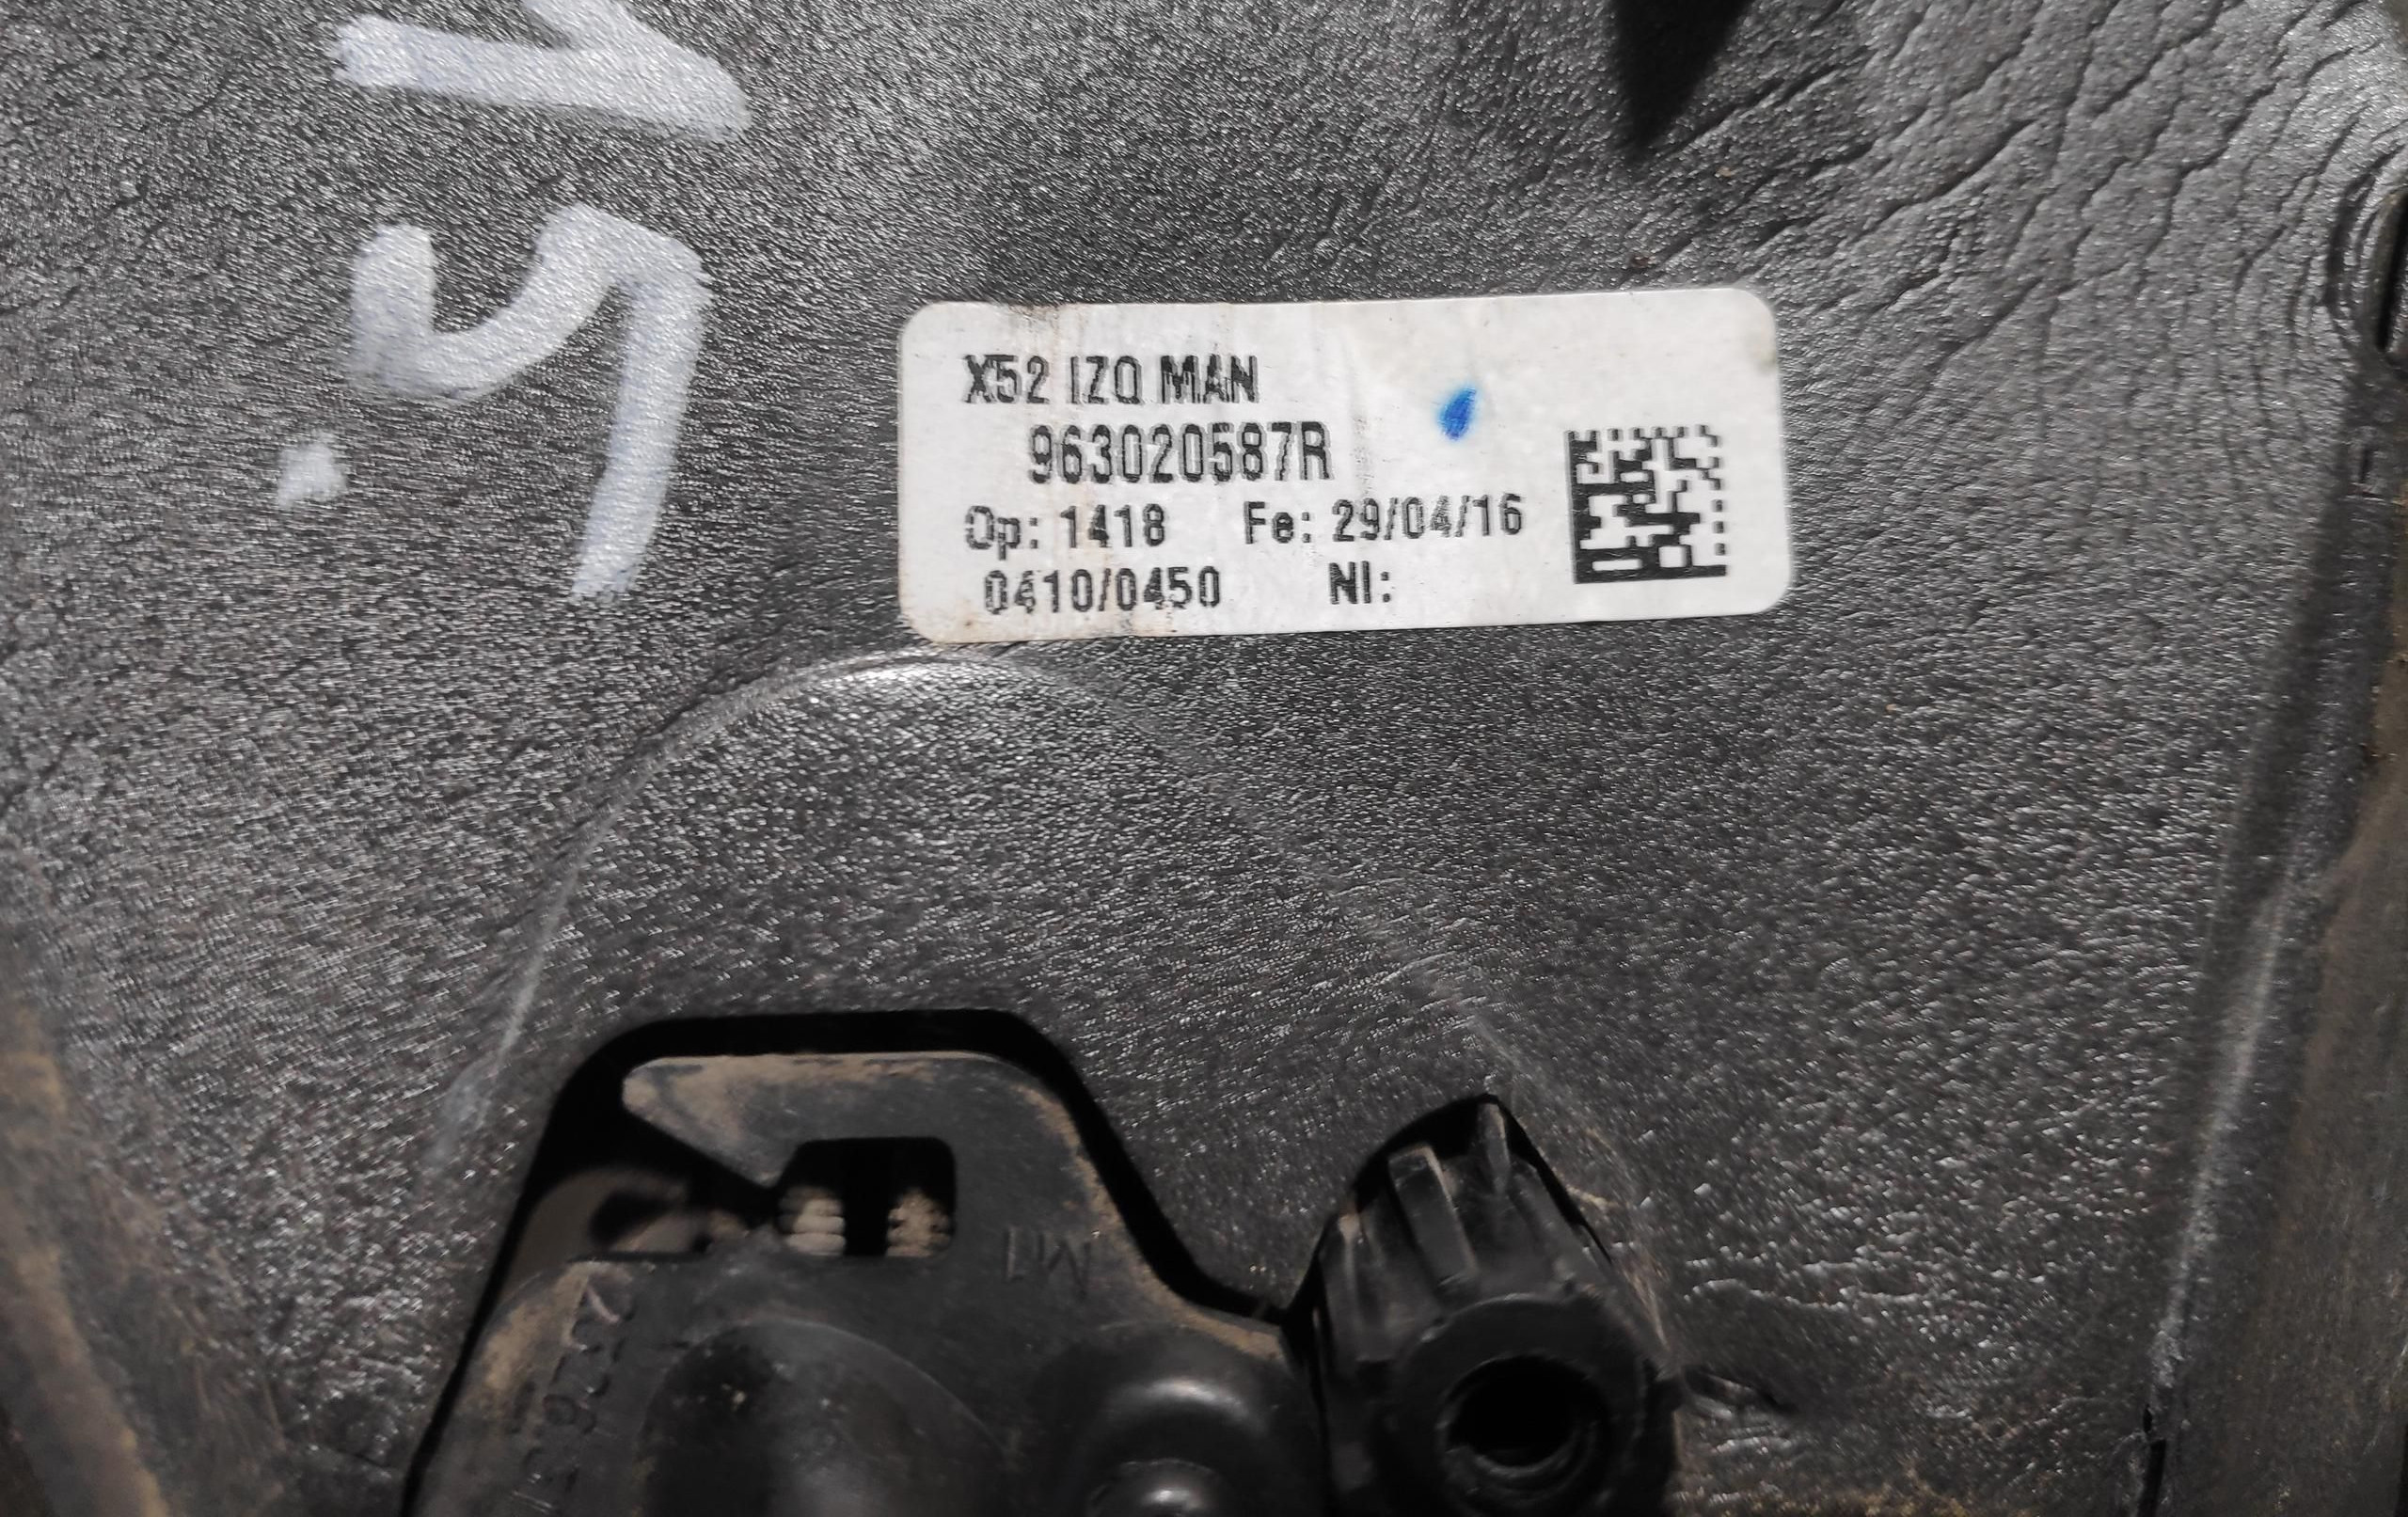 X52 IZQ MAN
963020587R
Op: 1418 Fe: 29/04/16
0410/0450 NI: